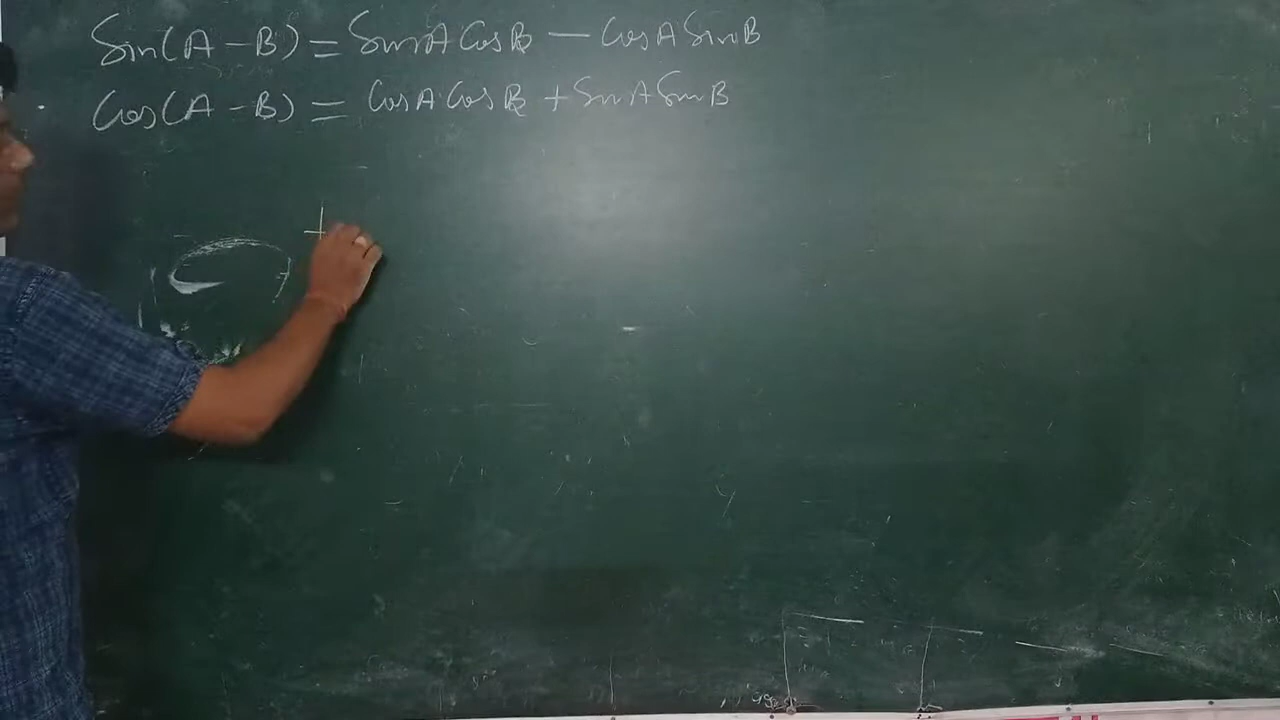 Sin(A-B) = SinA CosB - CosA SinB
Cos(A-B) = CosA CosB + SinA SinB